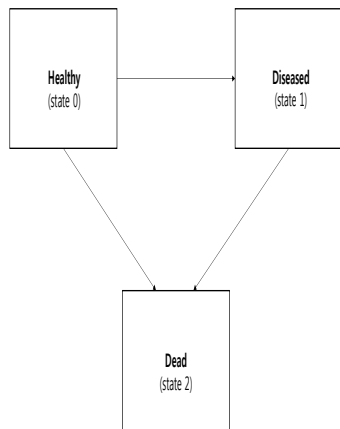 Healthy
(state 0)
Diseased
(state 1)
Dead
(state 2)